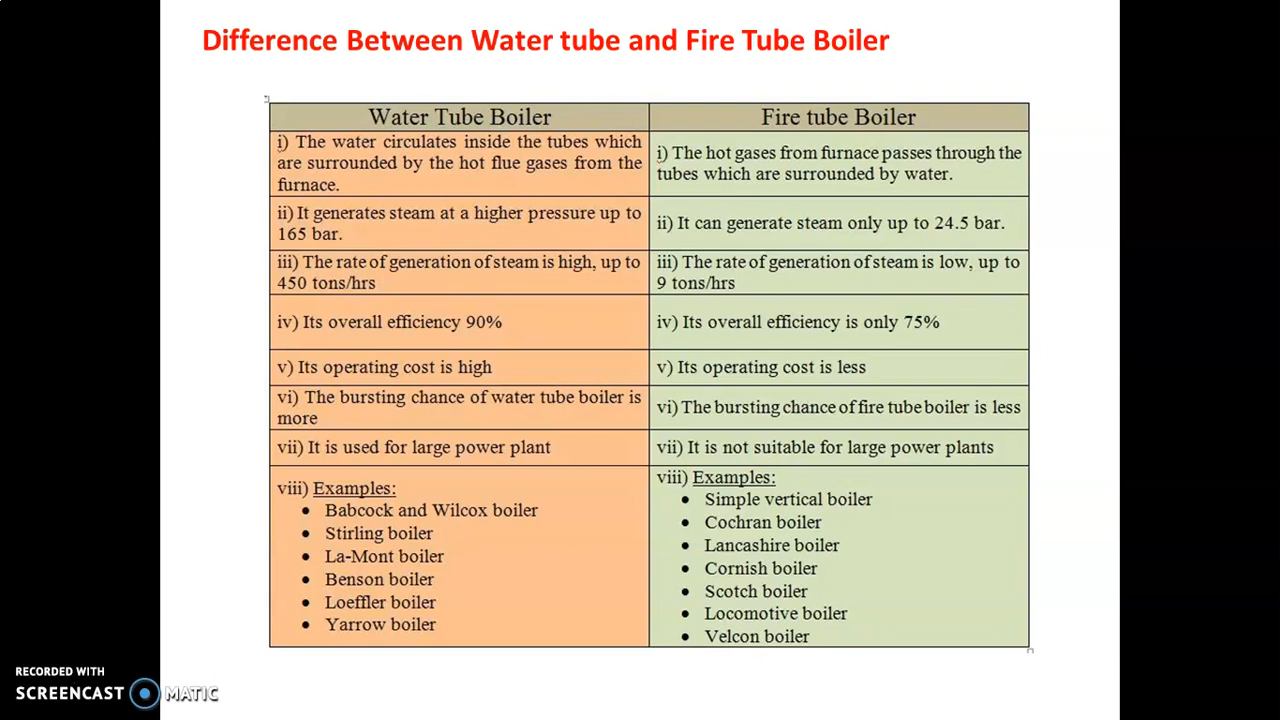 Difference Between Water tube and Fire Tube Boiler
Water Tube Boiler
Fire tube Boiler
i) The water circulates inside the tubes which
are surrounded by the hot flue gases from the
furnace.
i) The hot gases from furnace passes through the
tubes which are surrounded by water.
ii) It generates steam at a higher pressure up to
165 bar.
ii) It can generate steam only up to 24.5 bar.
iii) The rate of generation of steam is high, up to
450 tons/hrs
iii) The rate of generation of steam is low, up to
9 tons/hrs
iv) Its overall efficiency 90%
iv) Its overall efficiency is only 75%
v) Its operating cost is high
v) Its operating cost is less
vi) The bursting chance of water tube boiler is
more
vi) The bursting chance of fire tube boiler is less
vii) It is used for large power plant
vii) It is not suitable for large power plants
viii) Examples:
• Babcock and Wilcox boiler
• Stirling boiler
• La-Mont boiler
• Benson boiler
• Loeffler boiler
• Yarrow boiler
viii) Examples:
• Simple vertical boiler
• Cochran boiler
• Lancashire boiler
• Cornish boiler
• Scotch boiler
• Locomotive boiler
• Velcon boiler
RECORDED WITH
SCREENCAST MATIC